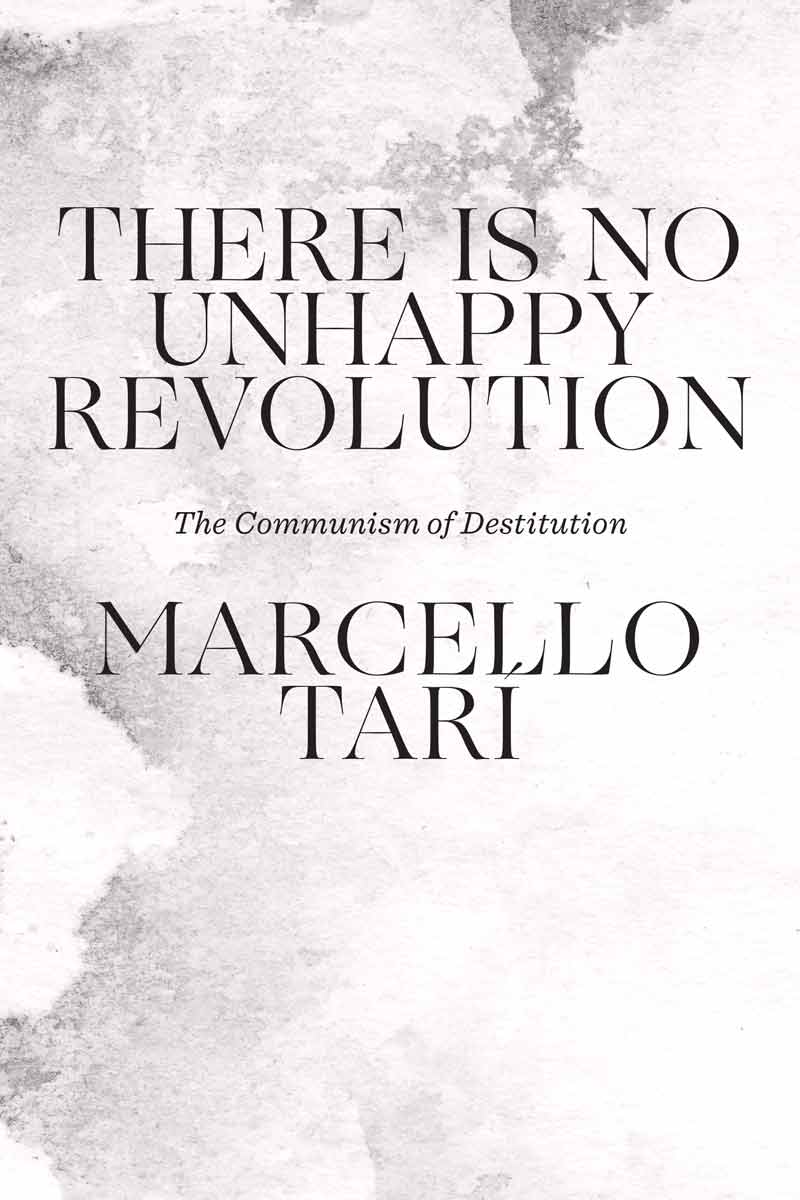 THERE IS NO
UNHAPPY
REVOLUTION
The Communism of Destitution
MARCELLO
TARÍ